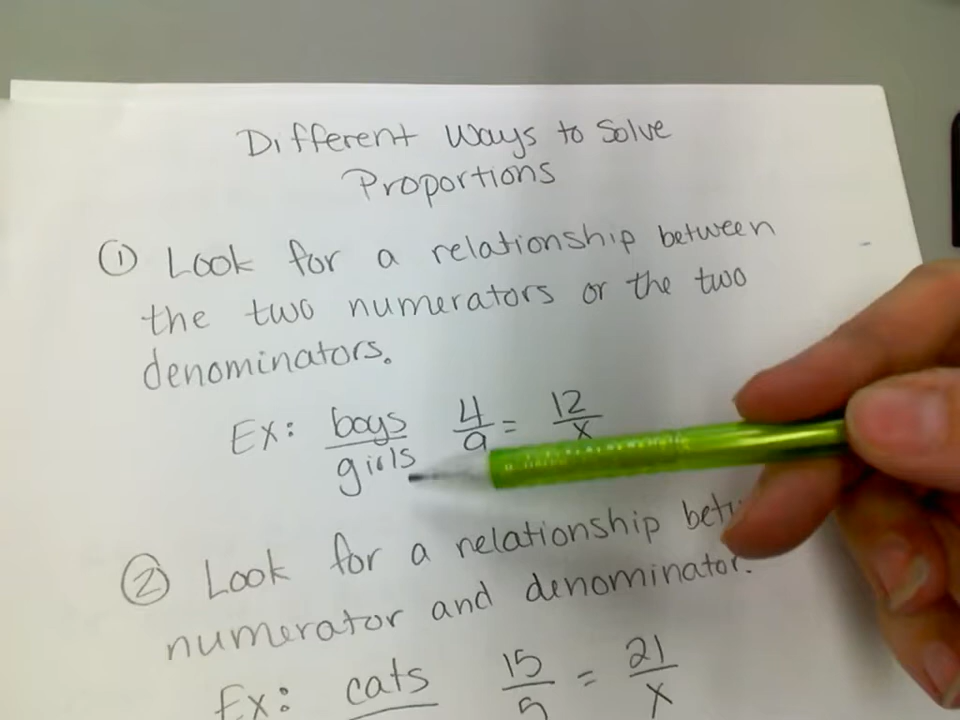 Different Ways to Solve
Proportions
① Look for a relationship between
the two numerators or the two
denominators.
Ex: boys/girls 4/9 = 12/x
② Look for a relationship
numerator and denominator.
Ex: cats 15/5 = 21/x